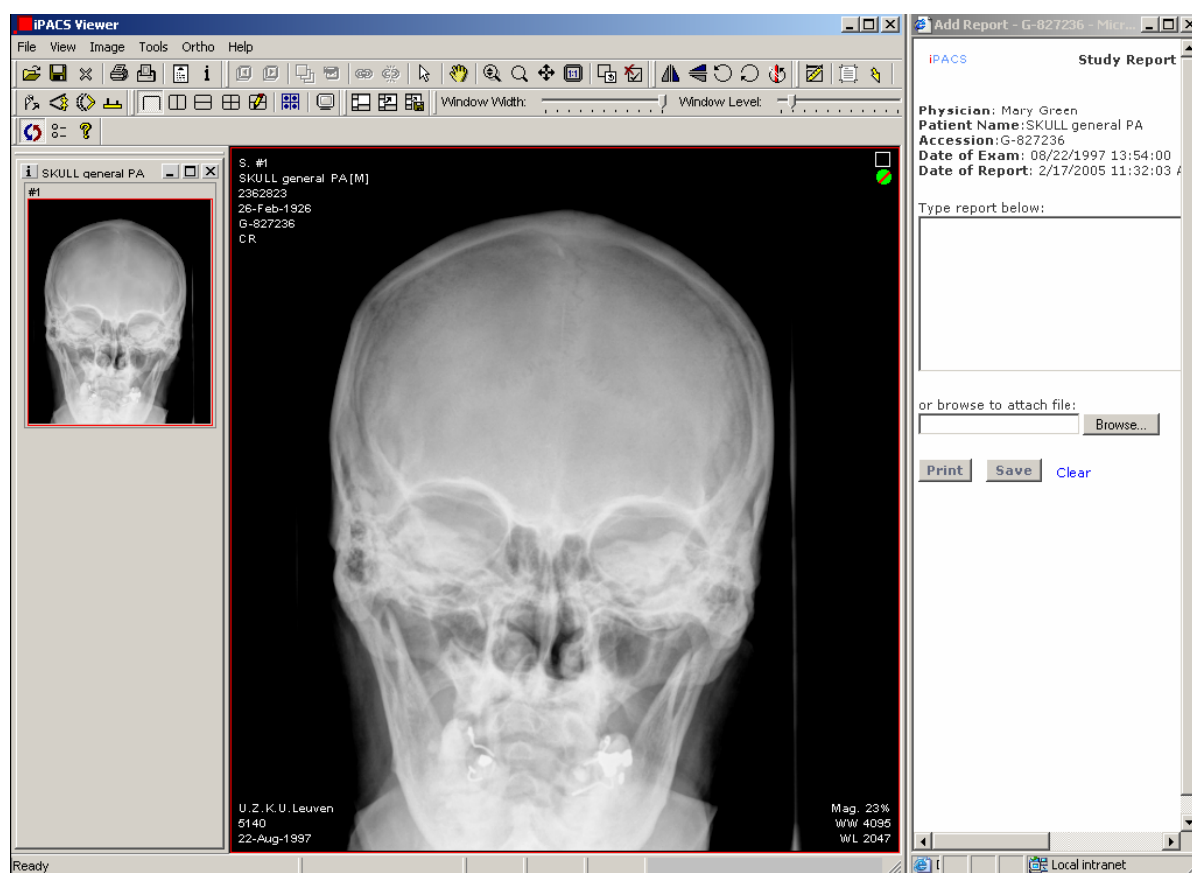 iPACS Viewer
File View Image Tools Ortho Help
Window Width: Window Level:
i SKULL general PA
#1
S. #1
SKULL general PA[M]
2362823
26-Feb-1926
G-827236
CR
U.Z.K.U.Leuven
5140
22-Aug-1997
Mag. 23%
WW 4095
WL 2047
Ready
Add Report - G-827236 - Micr...
iPACS Study Report
Physician: Mary Green
Patient Name:SKULL general PA
Accession:G-827236
Date of Exam: 08/22/1997 13:54:00
Date of Report: 2/17/2005 11:32:03
Type report below:
or browse to attach file:
Browse...
Print Save Clear
Local intranet